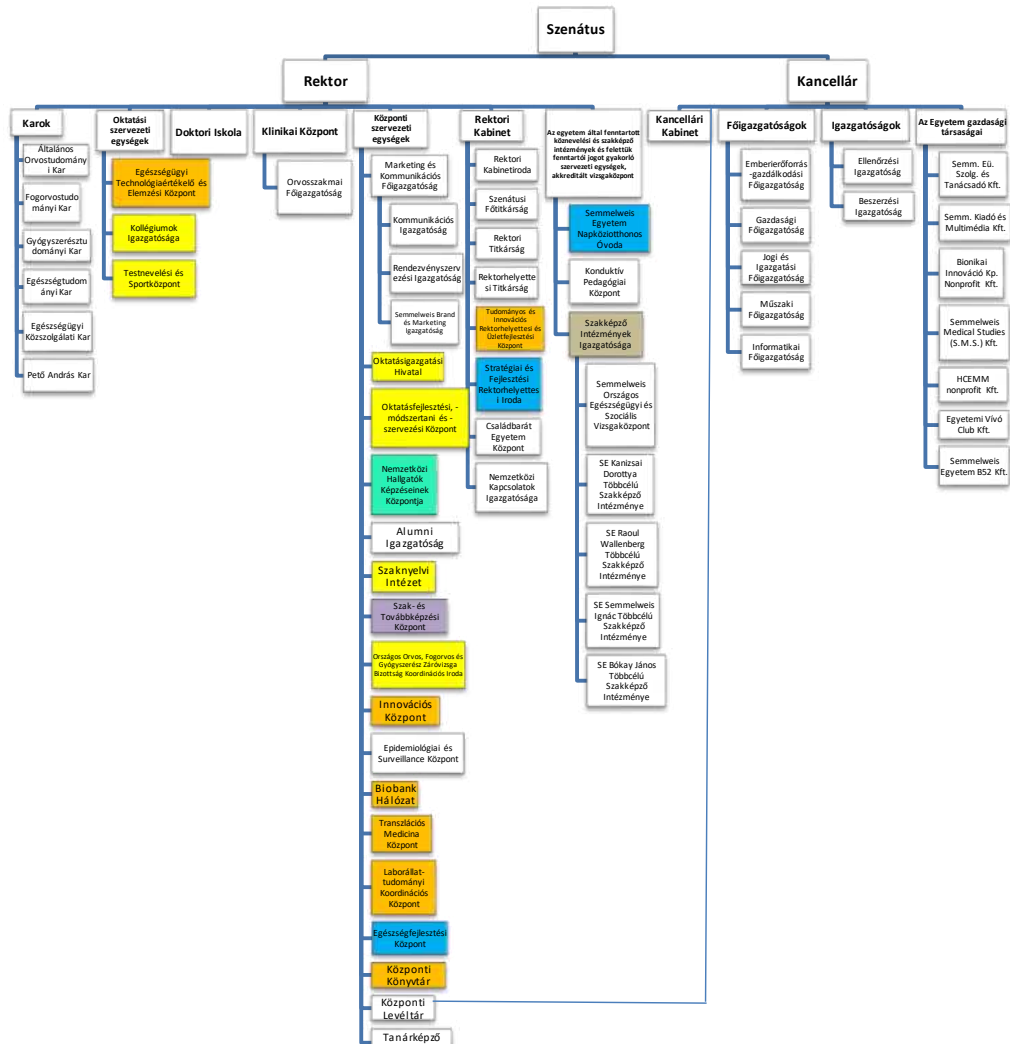 Szenátus
Rektor
Kancellár
Karok
Általános
Orvostudomány
i Kar
Fogorvostudo
mányi Kar
Gyógyszerésztu
dományi Kar
Egészségtudom
ányi Kar
Egészségügyi
Közszolgálati Kar
Pető András Kar
Oktatási
szervezeti
egységek
Egészségügyi
Technológiaértékelő és
Elemzési Központ
Kollégiumok
Igazgatósága
Testnevelési és
Sportközpont
Doktori Iskola
Klinikai Központ
Orvosszakmai
Főigazgatóság
Központi
szervezeti
egységek
Marketing és
Kommunikációs
Főigazgatóság
Kommunikációs
Igazgatóság
Rendezvényszerv
ezési Igazgatóság
Semmelweis Brand
és Marketing
Igazgatóság
Oktatásigazgatási
Hivatal
Oktatásfejlesztési, -
módszertani és -
szervezési Központ
Nemzetközi
Hallgatók
Képzéseinek
Központja
Alumni
Igazgatóság
Szaknyelvi
Intézet
Szak- és
Továbbképzési
Központ
Országos Orvos, Fogorvos és
Gyógyszerész Záróvizsga
Bizottság Koordinációs Iroda
Innovációs
Központ
Epidemiológiai és
Surveillance Központ
Biobank
Hálózat
Transzlációs
Medicina
Központ
Laborállat-
tudományi
Koordinációs
Központ
Egészségfejlesztési
Központ
Központi
Könyvtár
Központi
Levéltár
Tanárképző
Rektori
Kabinet
Rektori
Kabinetiroda
Szenátusi
Főtitkárság
Rektori
Titkárság
Rektorhelyette
si Titkárság
Tudományos és
Innovációs
Rektorhelyettesi és
Üzletfejlesztési
Központ
Stratégiai és
Fejlesztési
Rektorhelyettes
i Iroda
Családbarát
Egyetem
Központ
Nemzetközi
Kapcsolatok
Igazgatósága
Az egyetem által fenntartott
köznevelési és szakképző
intézmények és felettük
fenntartói jogot gyakorló
szervezeti egységek,
akkreditált vizsgaközpont
Semmelweis
Egyetem
Napköziotthonos
Óvoda
Konduktív
Pedagógiai
Központ
Szakképző
Intézmények
Igazgatósága
Semmelweis
Országos
Egészségügyi és
Szociális
Vizsgaközpont
SE Kanizsai
Dorottya
Többcélú
Szakképző
Intézménye
SE Raoul
Wallenberg
Többcélú
Szakképző
Intézménye
SE Semmelweis
Ignác Többcélú
Szakképző
Intézménye
SE Bókay János
Többcélú
Szakképző
Intézménye
Kancellári
Kabinet
Főigazgatóságok
Emberierőforrás
-gazdálkodási
Főigazgatóság
Gazdasági
Főigazgatóság
Jogi és
Igazgatási
Főigazgatóság
Műszaki
Főigazgatóság
Informatikai
Főigazgatóság
Igazgatóságok
Ellenőrzési
Igazgatóság
Beszerzési
Igazgatóság
Az Egyetem gazdasági
társaságai
Semm. Eü.
Szolg. és
Tanácsadó Kft.
Semm. Kiadó és
Multimédia Kft.
Bionikai
Innováció Kp.
Nonprofit Kft.
Semmelweis
Medical Studies
(S.M.S.) Kft.
HCEMM
nonprofit Kft.
Egyetemi Vívó
Club Kft.
Semmelweis
Egyetem B52 Kft.